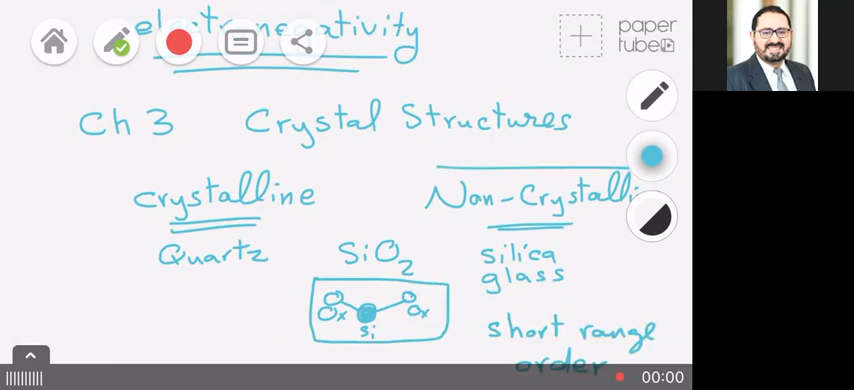 electronegativity
paper
tube
Ch 3 Crystal Structures
Crystalline
Quartz
SiO2
Ox
Si
Ox
Non-Crystalli
silica
glass
short range
order
00:00